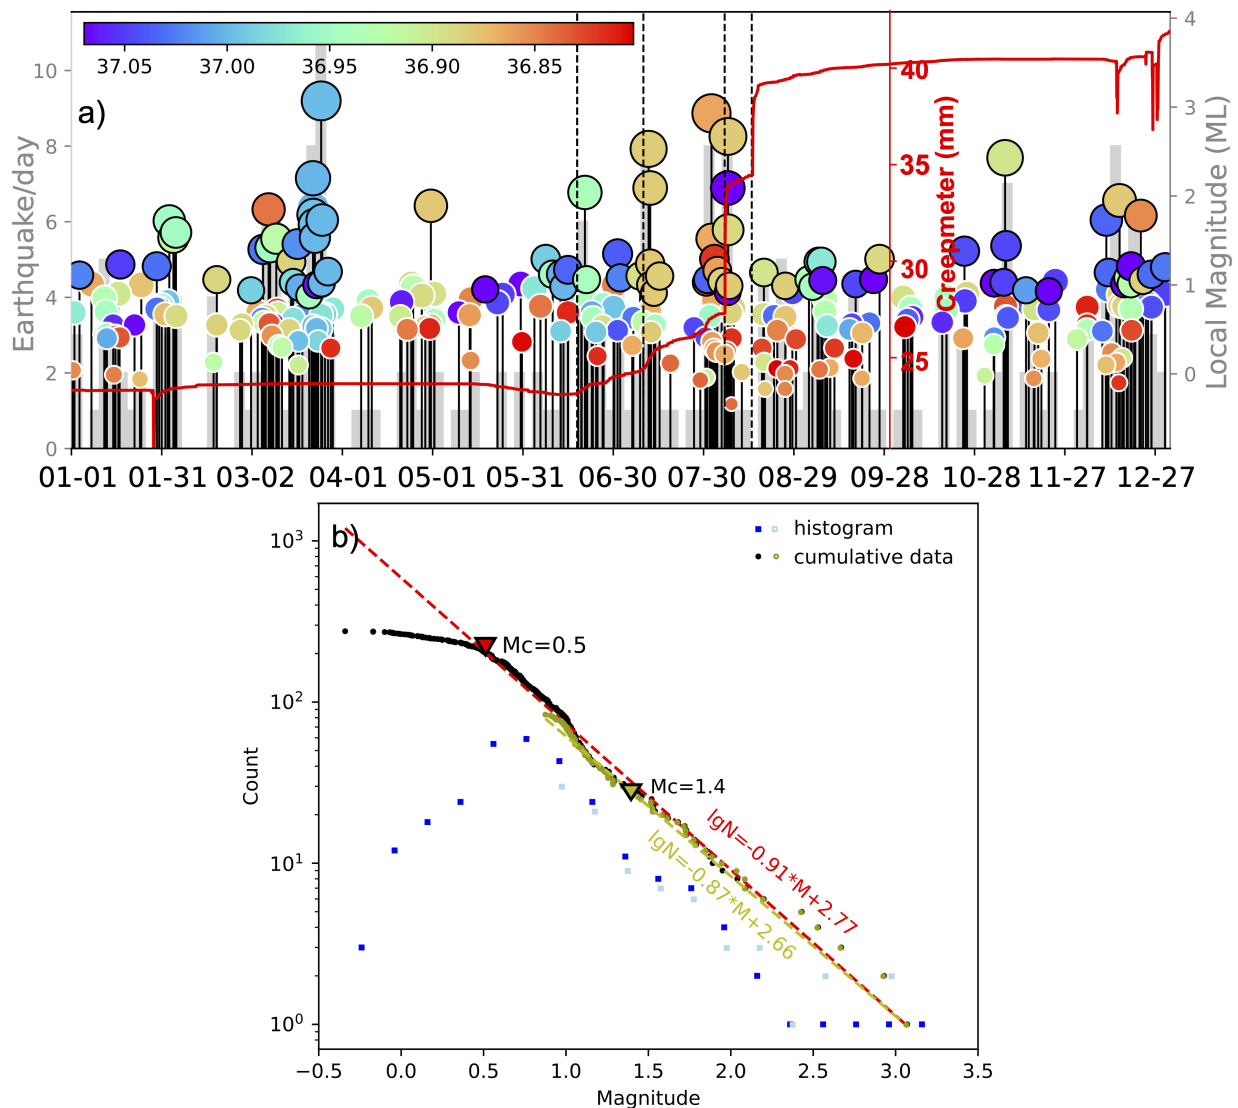 37.05 37.00 36.95 36.90 36.85
a)
Earthquake/day
0
2
4
6
8
10
40
35
30
25
Creepmeter (mm)
4
3
2
1
0
Local Magnitude (ML)
01-01 01-31 03-02 04-01 05-01 05-31 06-30 07-30 08-29 09-28 10-28 11-27 12-27
b)
histogram
cumulative data
Mc=0.5
Mc=1.4
lgN=-0.91*M+2.77
lgN=-0.87*M+2.66
Count
10³
10²
10¹
10⁰
−0.5 0.0 0.5 1.0 1.5 2.0 2.5 3.0 3.5
Magnitude